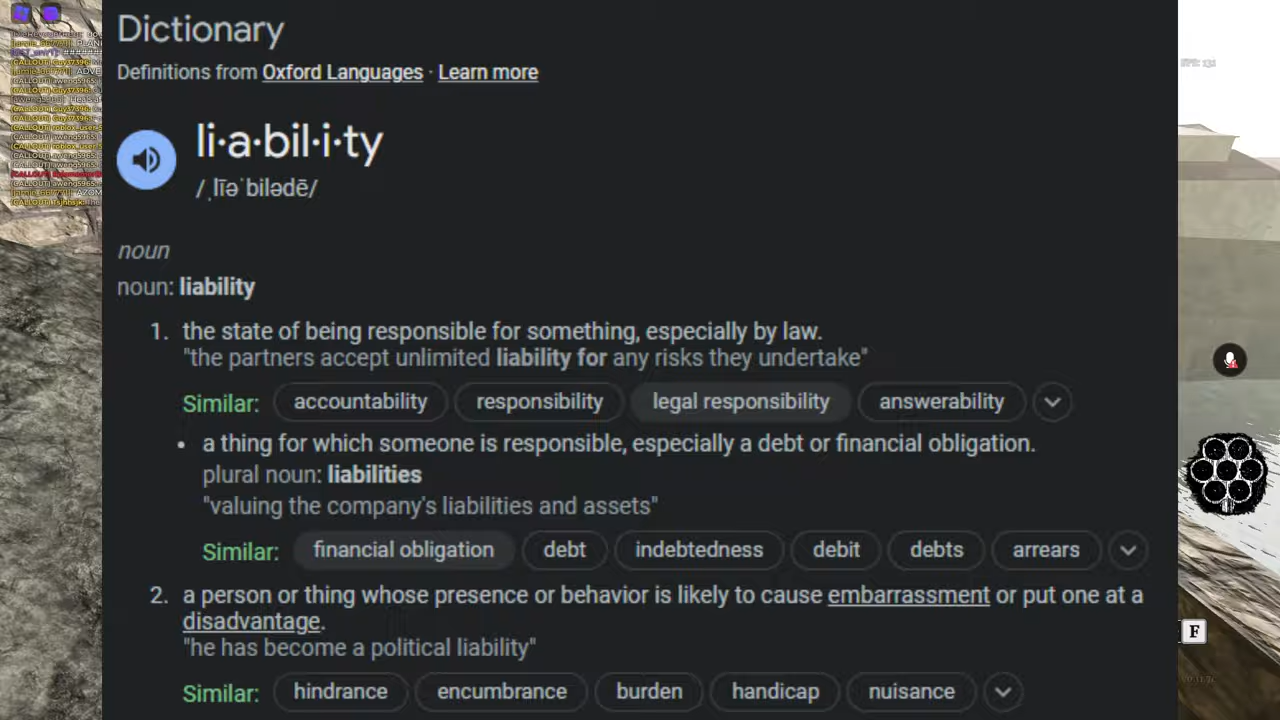 Dictionary
Definitions from Oxford Languages · Learn more
li·a·bil·i·ty
/ˌlīəˈbilədē/
noun
noun: liability
1. the state of being responsible for something, especially by law.
"the partners accept unlimited liability for any risks they undertake"
Similar: accountability responsibility legal responsibility answerability
• a thing for which someone is responsible, especially a debt or financial obligation.
plural noun: liabilities
"valuing the company's liabilities and assets"
Similar: financial obligation debt indebtedness debit debts arrears
2. a person or thing whose presence or behavior is likely to cause embarrassment or put one at a
disadvantage.
"he has become a political liability"
Similar: hindrance encumbrance burden handicap nuisance
F